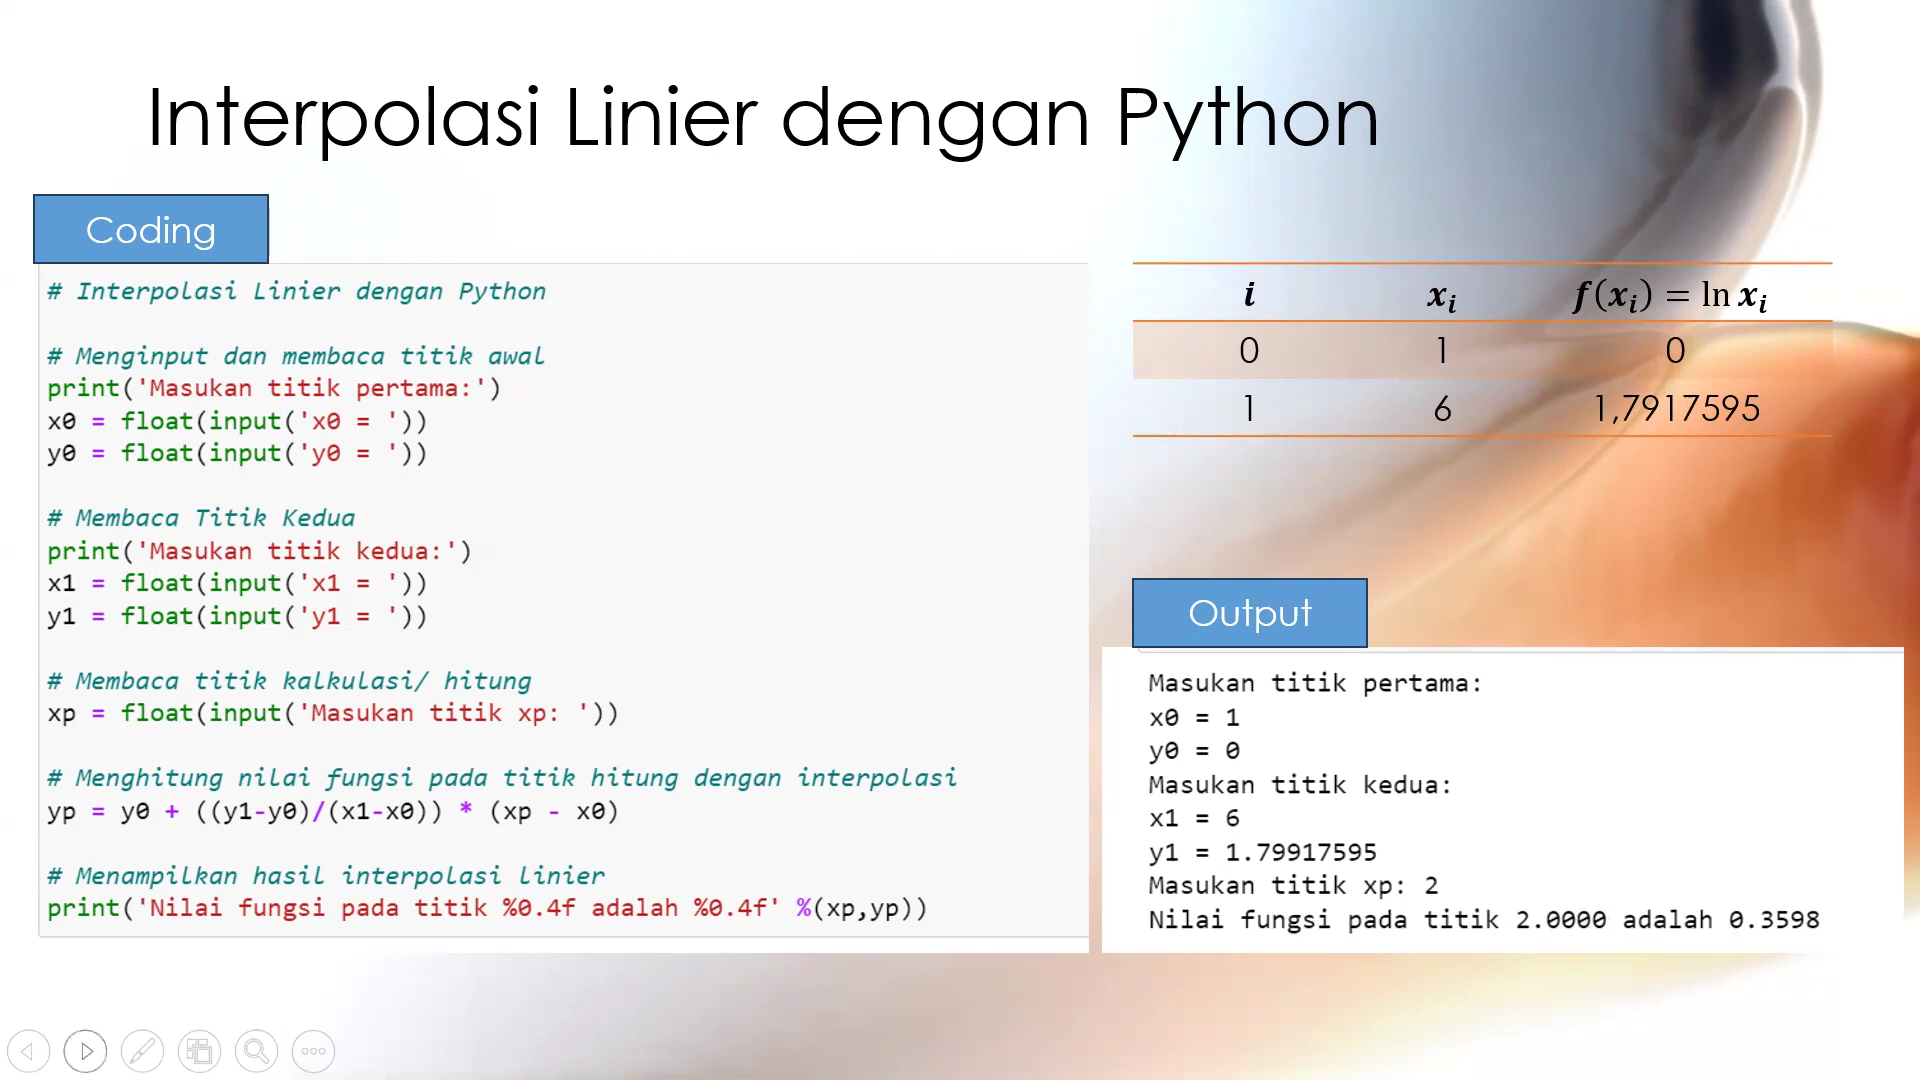 Interpolasi Linier dengan Python
Coding
# Interpolasi Linier dengan Python
# Menginput dan membaca titik awal
print('Masukan titik pertama:')
x0 = float(input('x0 = '))
y0 = float(input('y0 = '))
# Membaca Titik Kedua
print('Masukan titik kedua:')
x1 = float(input('x1 = '))
y1 = float(input('y1 = '))
# Membaca titik kalkulasi/ hitung
xp = float(input('Masukan titik xp: '))
# Menghitung nilai fungsi pada titik hitung dengan interpolasi
yp = y0 + ((y1-y0)/(x1-x0)) * (xp - x0)
# Menampilkan hasil interpolasi linier
print('Nilai fungsi pada titik %0.4f adalah %0.4f' %(xp,yp))
i xᵢ f(xᵢ) = ln xᵢ
0 1 0
1 6 1,7917595
Output
Masukan titik pertama:
x0 = 1
y0 = 0
Masukan titik kedua:
x1 = 6
y1 = 1.79917595
Masukan titik xp: 2
Nilai fungsi pada titik 2.0000 adalah 0.3598